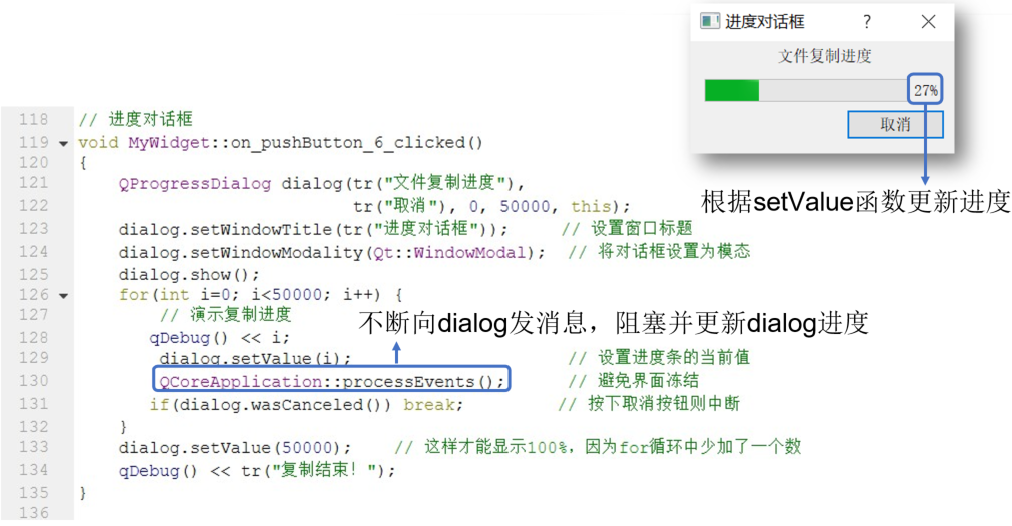 进度对话框
?
文件复制进度
27%
取消
根据setValue函数更新进度
118 // 进度对话框
119 void MyWidget::on_pushButton_6_clicked()
120 {
121 QProgressDialog dialog(tr("文件复制进度"),
122 tr("取消"), 0, 50000, this);
123 dialog.setWindowTitle(tr("进度对话框")); // 设置窗口标题
124 dialog.setWindowModality(Qt::WindowModal); // 将对话框设置为模态
125 dialog.show();
126 for(int i=0; i<50000; i++) {
127 // 演示复制进度
不断向dialog发消息，阻塞并更新dialog进度
128 qDebug() << i;
129 dialog.setValue(i); // 设置进度条的当前值
130 QCoreApplication::processEvents(); // 避免界面冻结
131 if(dialog.wasCanceled()) break; // 按下取消按钮则中断
132 }
133 dialog.setValue(50000); // 这样才能显示100%，因为for循环中少加了一个数
134 qDebug() << tr("复制结束！");
135 }
136